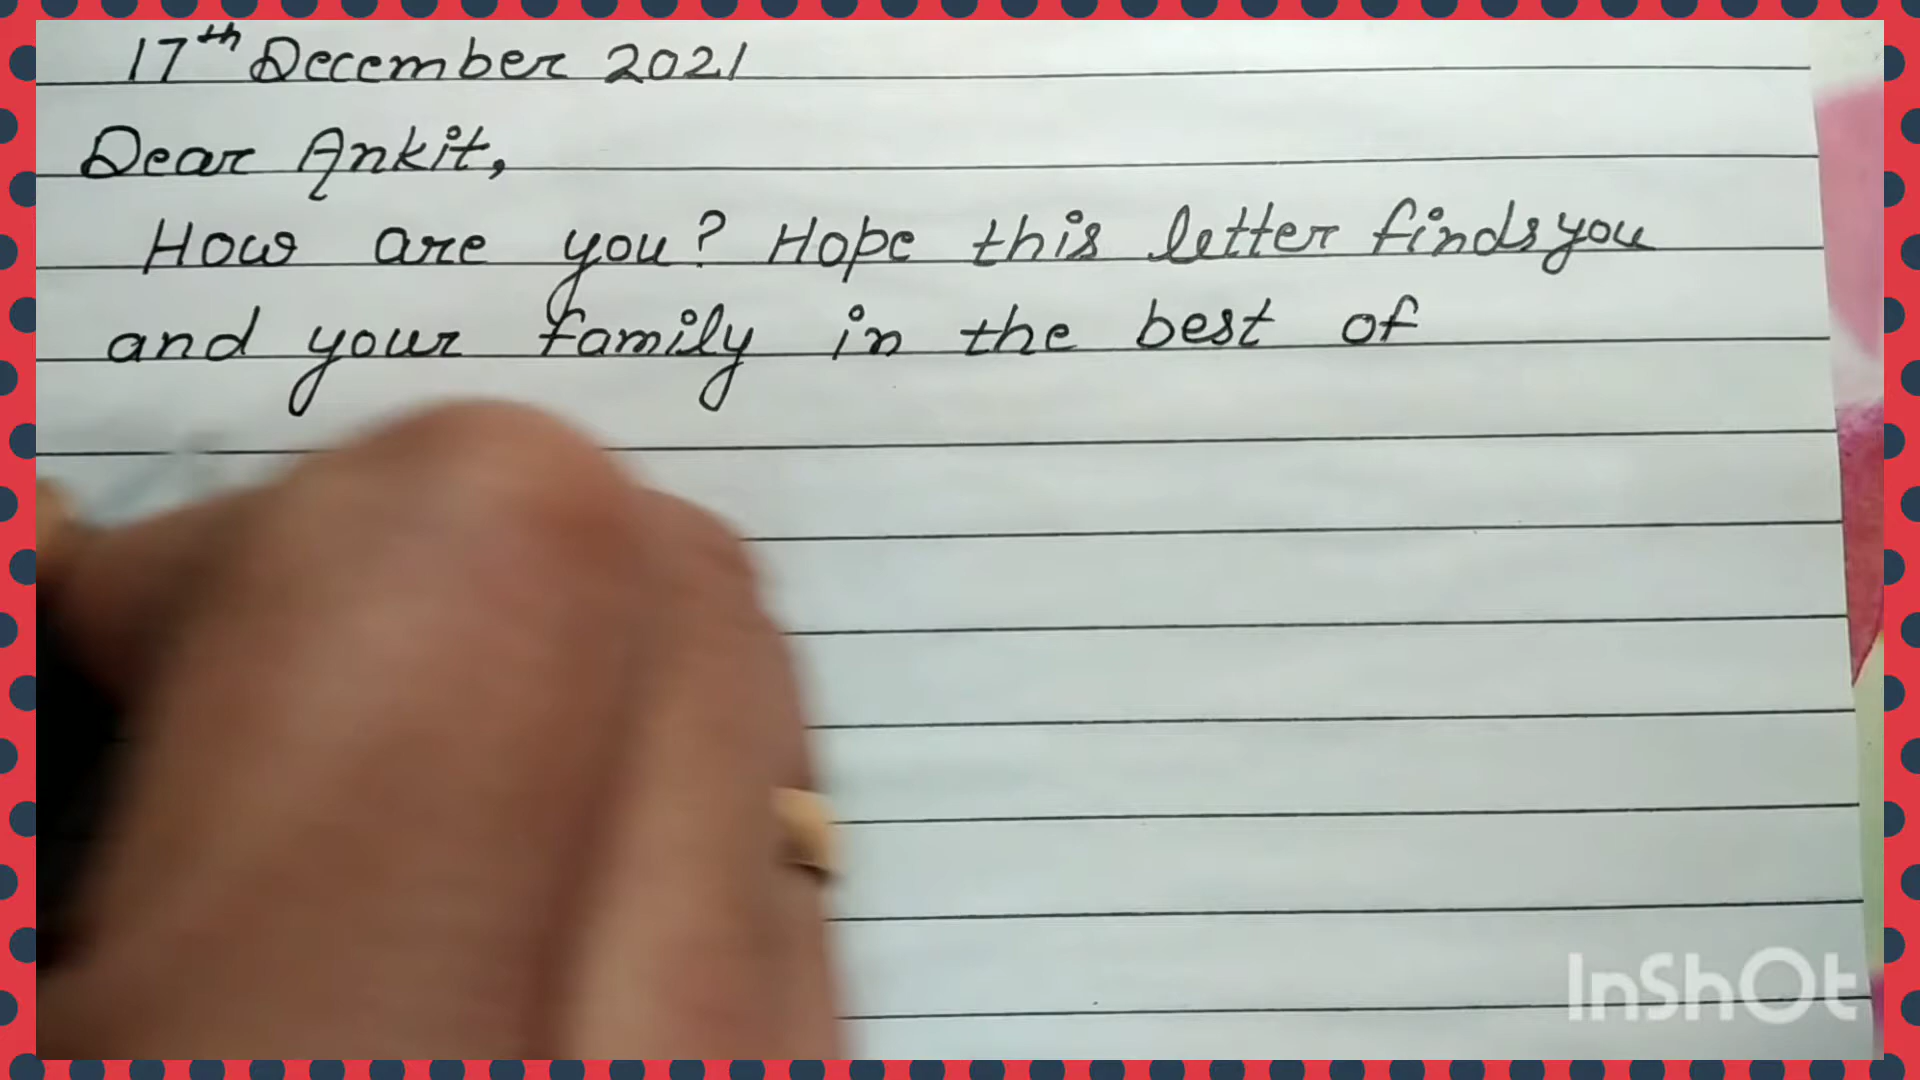 17th December 2021
Dear Ankit,
How are you? Hope this letter finds you
and your family in the best of
InShOt